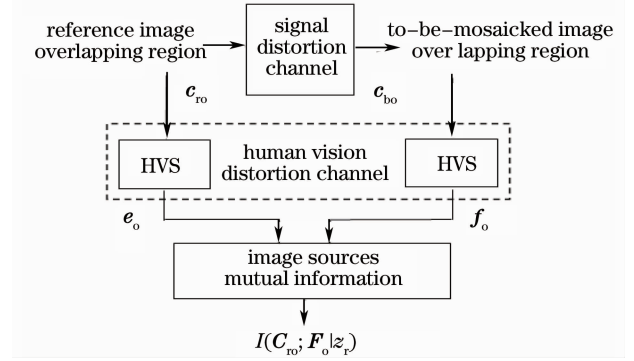 reference image
overlapping region
signal
distortion
channel
to-be-mosaicked image
over lapping region
c_ro
c_bo
HVS
human vision
distortion channel
HVS
e_o
f_o
image sources
mutual information
I(C_ro; F_o|z_r)